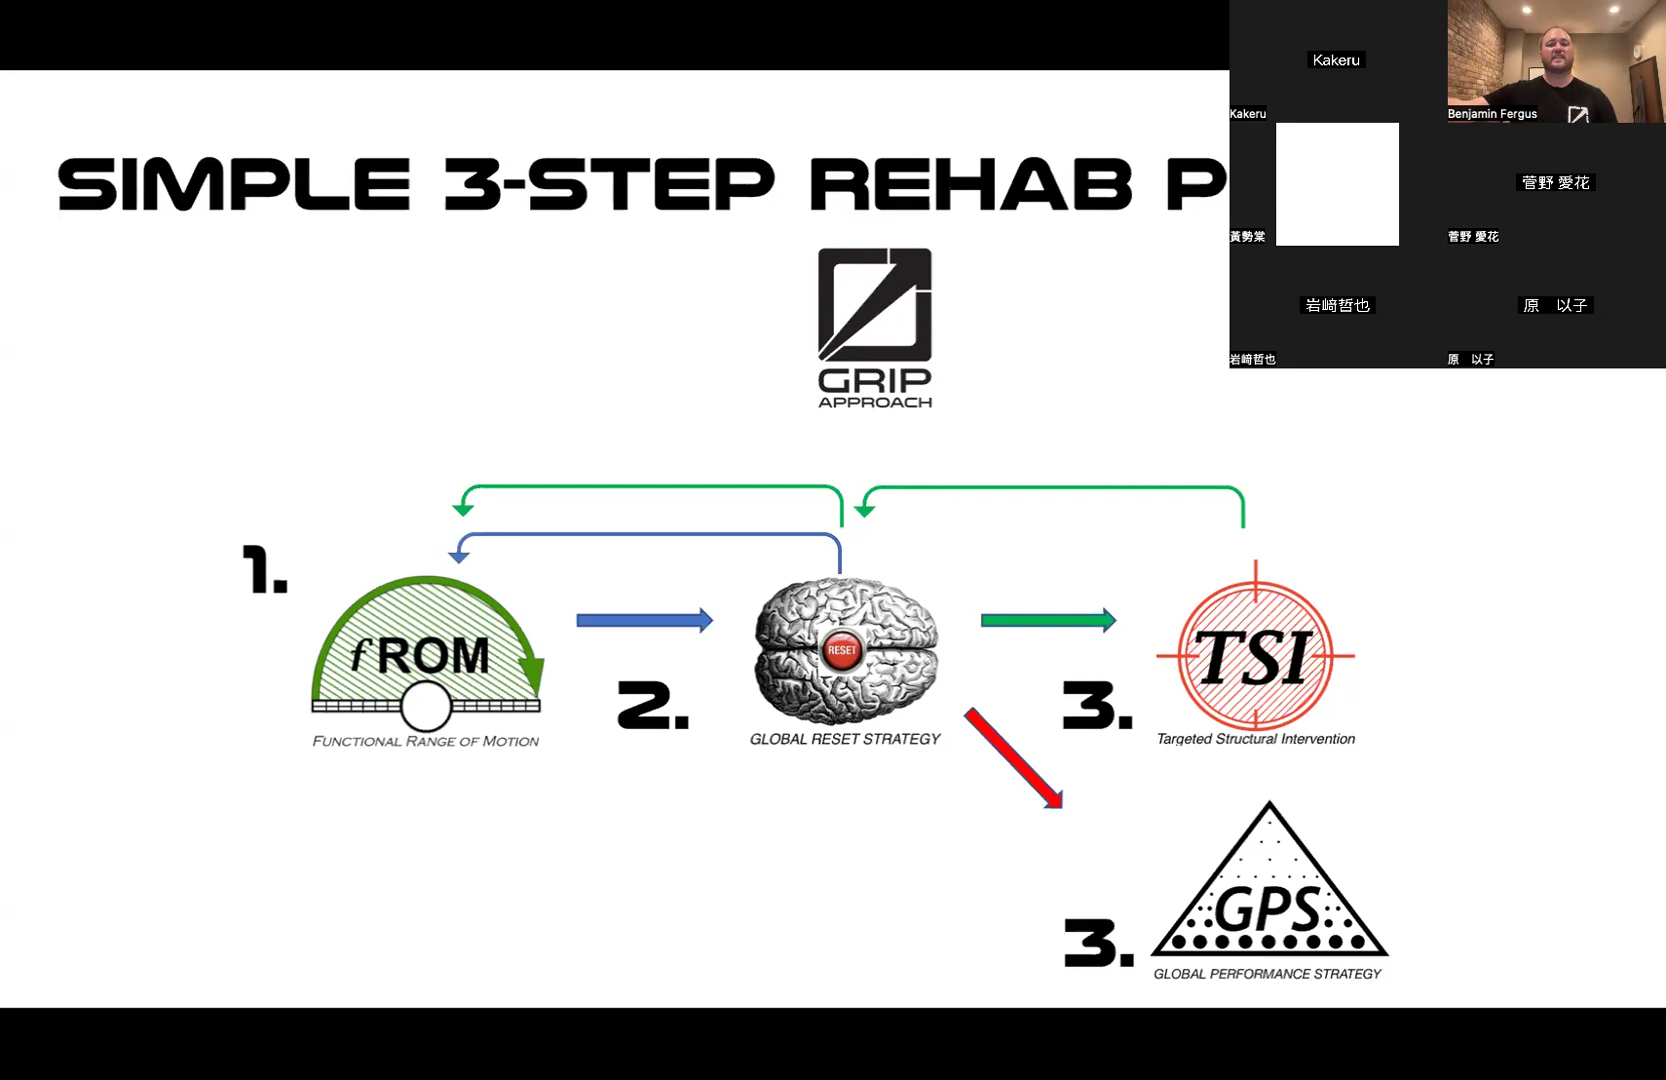 SIMPLE 3-STEP REHAB P
GRIP
APPROACH
1.
fROM
FUNCTIONAL RANGE OF MOTION
2.
RESET
GLOBAL RESET STRATEGY
3.
TSI
Targeted Structural Intervention
3.
GPS
GLOBAL PERFORMANCE STRATEGY
Kakeru
Kakeru
Benjamin Fergus
黃勢棠
菅野 愛花
菅野 愛花
岩﨑哲也
岩﨑哲也
原　以子
原　以子